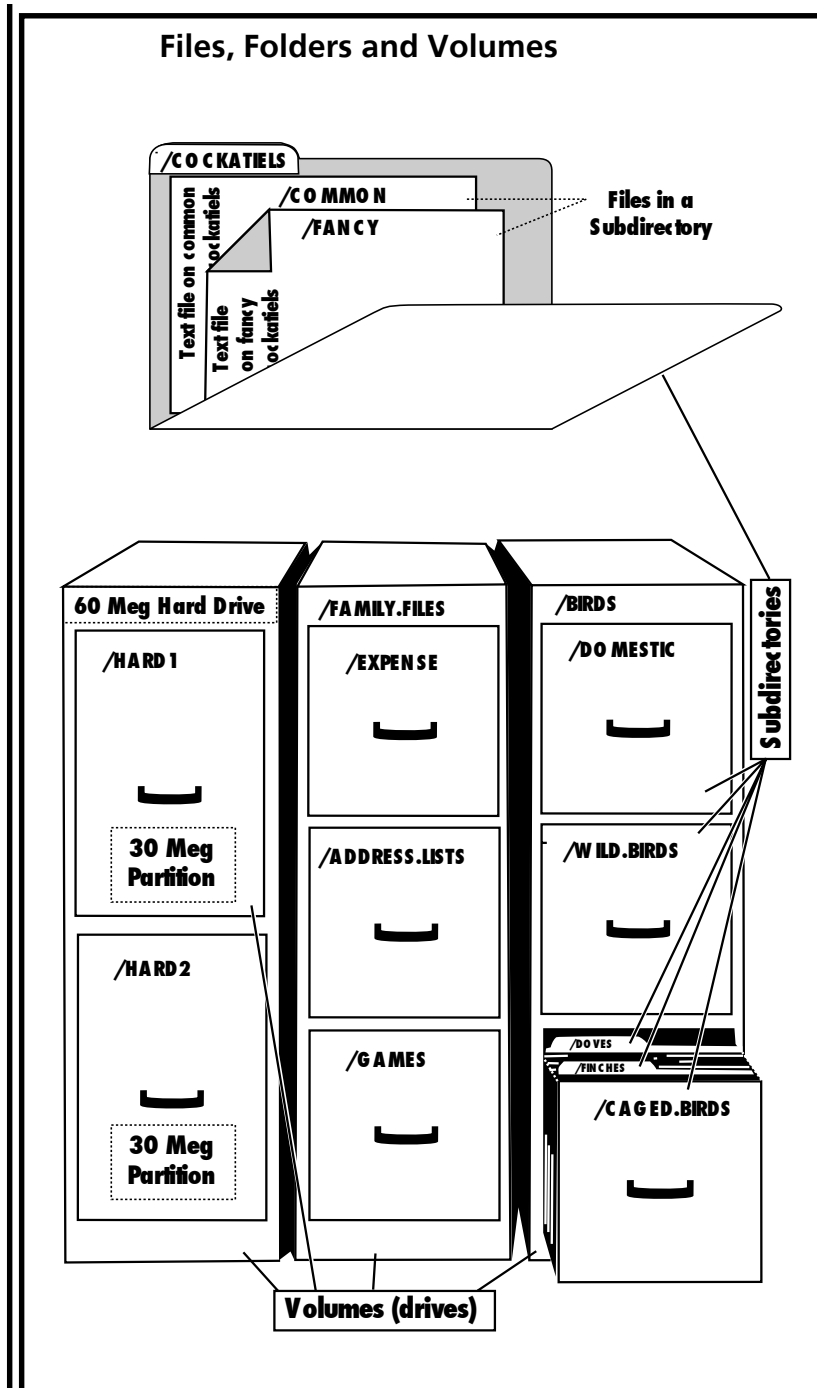 Files, Folders and Volumes
/COCKATIELS
/COMMON
/FANCY
Text file on common
ockatiels
Text file
on fancy
ockatiels
Files in a
Subdirectory
60 Meg Hard Drive
/HARD1
30 Meg
Partition
/HARD2
30 Meg
Partition
/FAMILY.FILES
/EXPENSE
/ADDRESS.LISTS
/GAMES
/BIRDS
/DOMESTIC
/WILD.BIRDS
/DOVES
/FINCHES
/CAGED.BIRDS
Subdirectories
Volumes (drives)